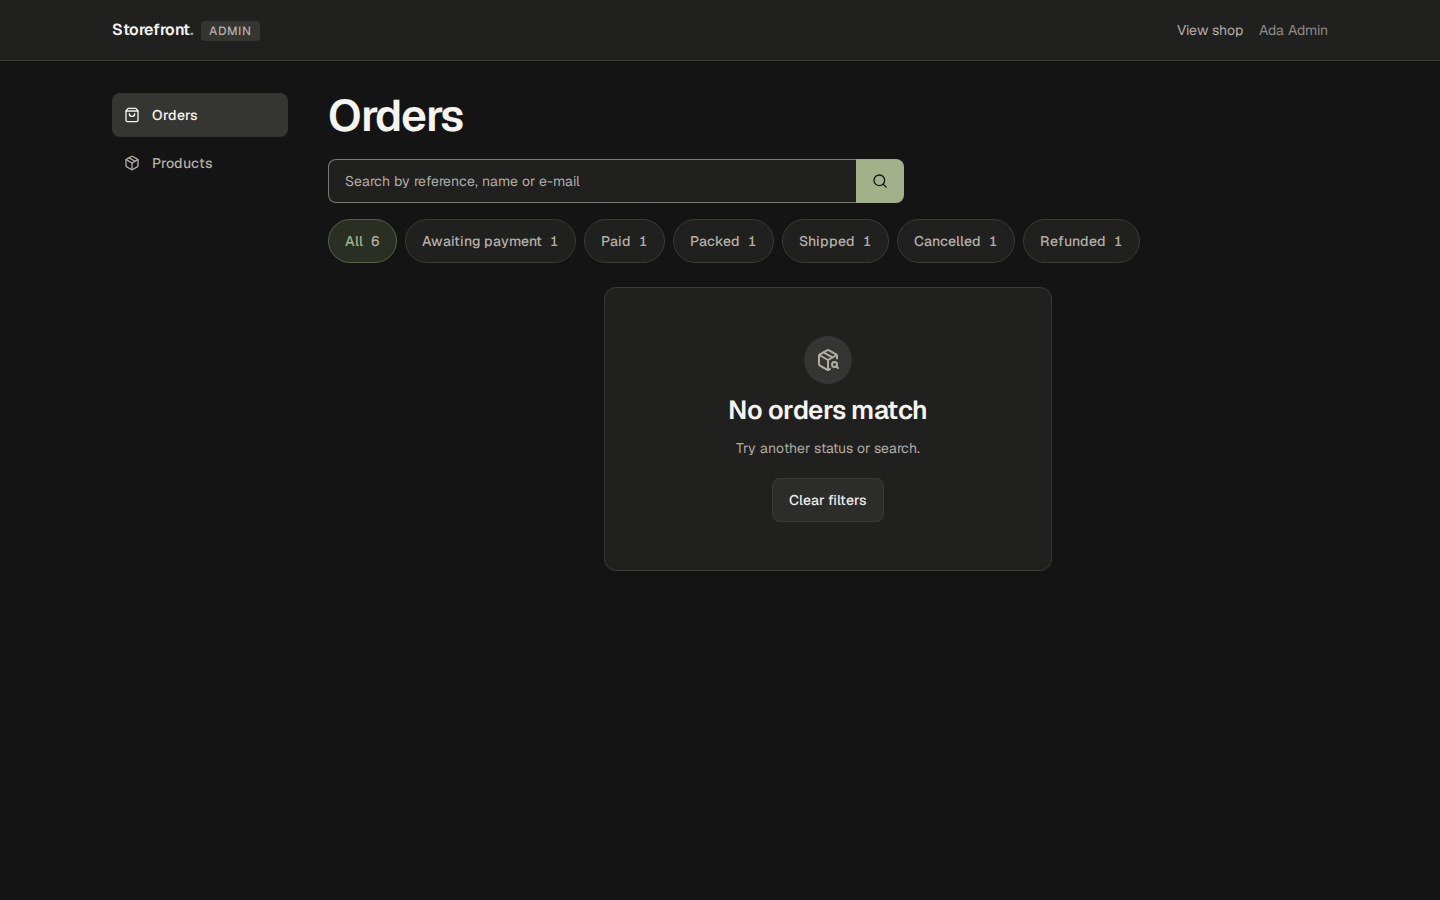 Storefront. ADMIN
View shop Ada Admin
Orders
Products
Orders
Search by reference, name or e-mail
All 6 Awaiting payment 1 Paid 1 Packed 1 Shipped 1 Cancelled 1 Refunded 1
No orders match
Try another status or search.
Clear filters